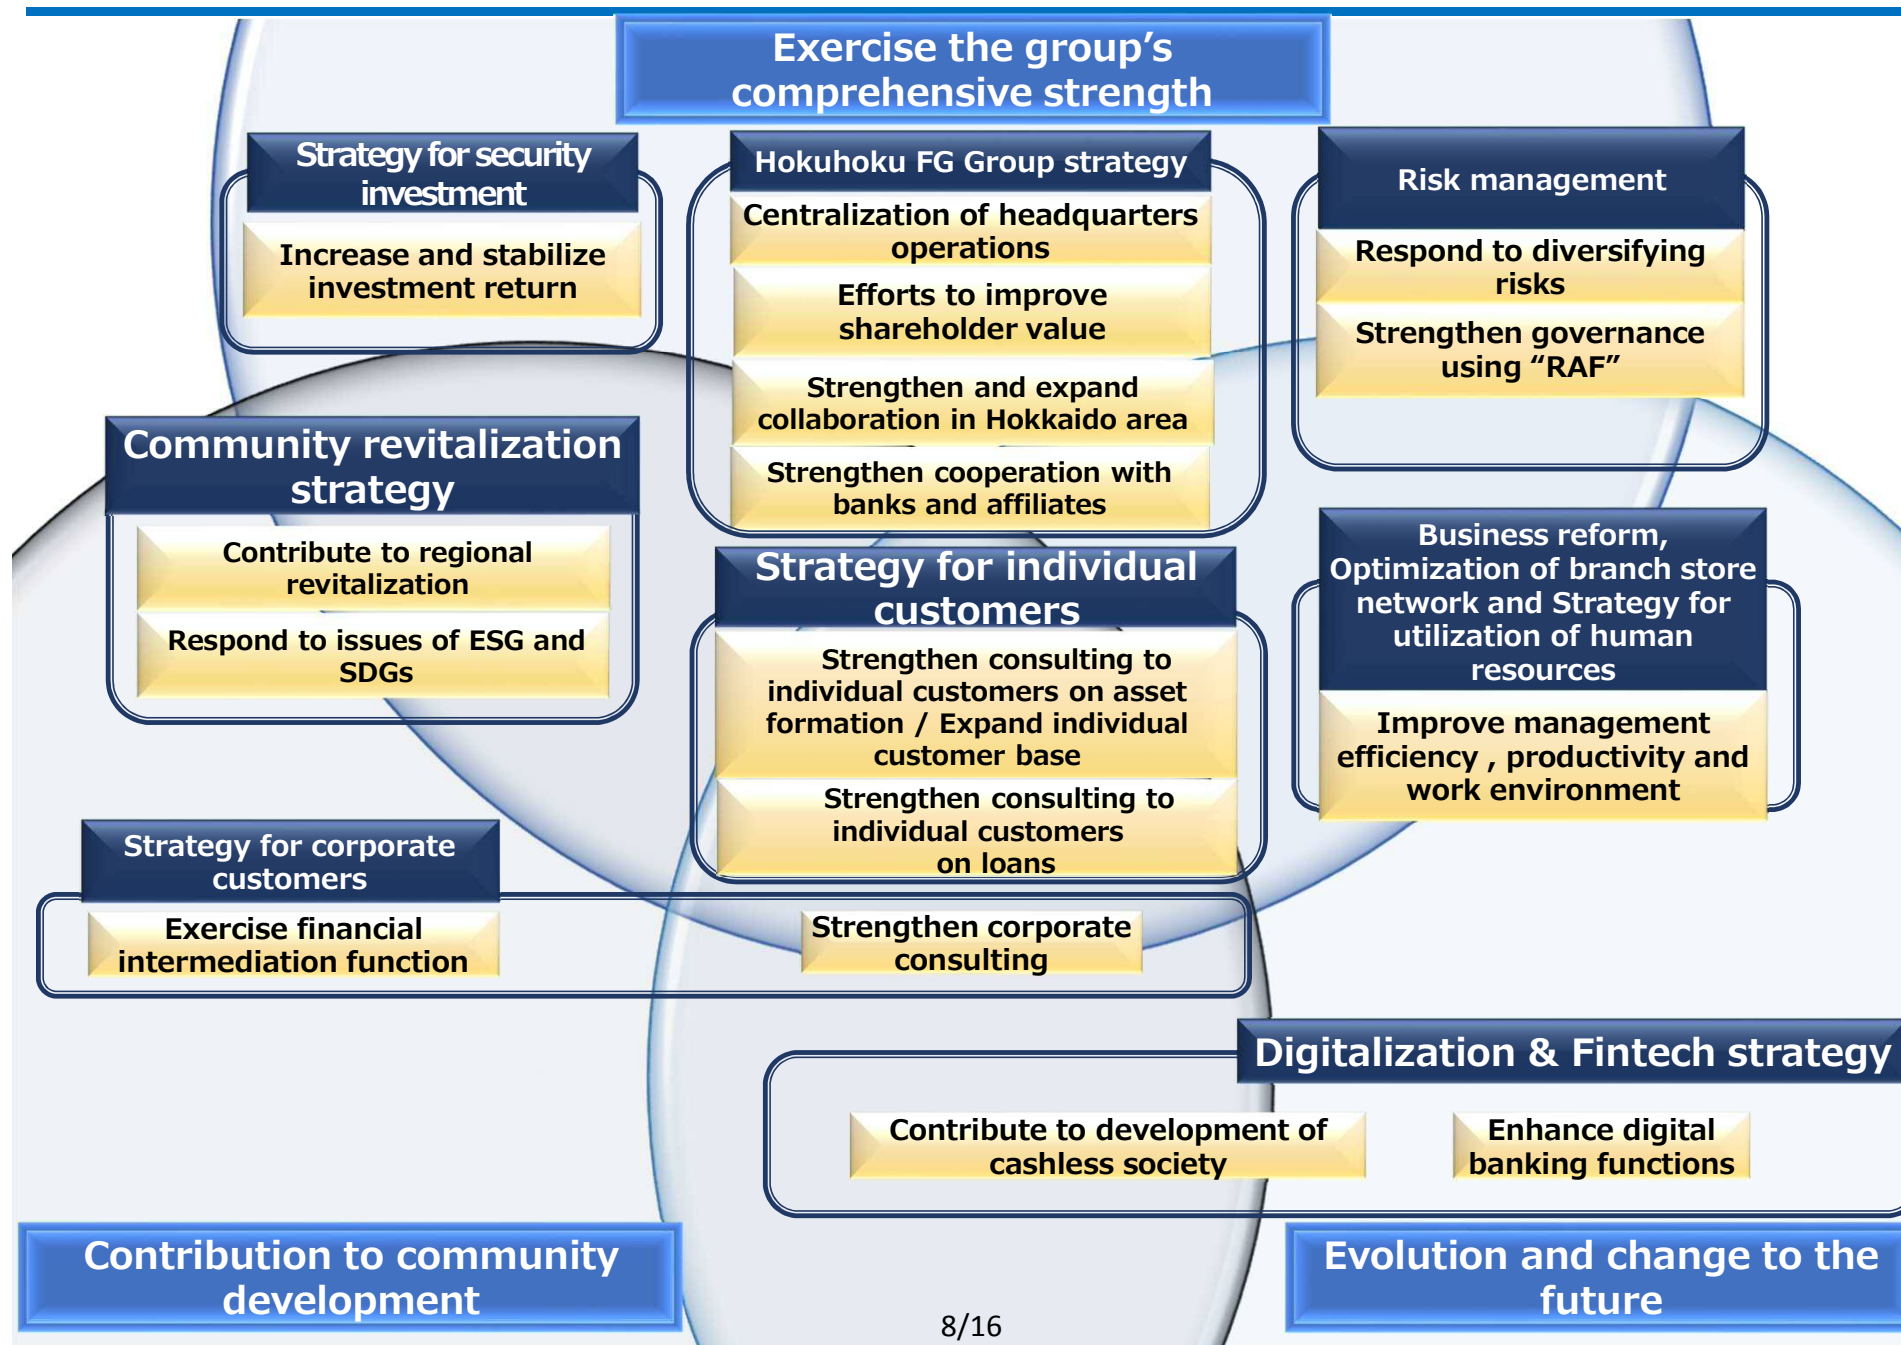 Exercise the group’s
comprehensive strength
Strategy for security
investment
Increase and stabilize
investment return
Hokuhoku FG Group strategy
Centralization of headquarters
operations
Efforts to improve
shareholder value
Strengthen and expand
collaboration in Hokkaido area
Strengthen cooperation with
banks and affiliates
Risk management
Respond to diversifying
risks
Strengthen governance
using “RAF”
Community revitalization
strategy
Contribute to regional
revitalization
Respond to issues of ESG and
SDGs
Strategy for individual
customers
Strengthen consulting to
individual customers on asset
formation / Expand individual
customer base
Strengthen consulting to
individual customers
on loans
Business reform,
Optimization of branch store
network and Strategy for
utilization of human
resources
Improve management
efficiency , productivity and
work environment
Strategy for corporate
customers
Exercise financial
intermediation function
Strengthen corporate
consulting
Digitalization & Fintech strategy
Contribute to development of
cashless society
Enhance digital
banking functions
Contribution to community
development
Evolution and change to the
future
8/16